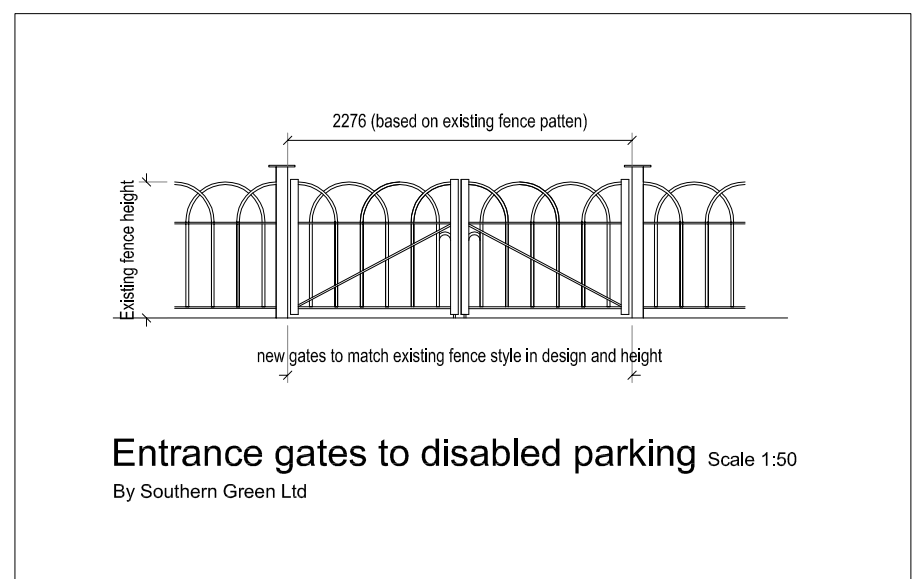 2276 (based on existing fence patten)
Existing fence height
new gates to match existing fence style in design and height
Entrance gates to disabled parking Scale 1:50
By Southern Green Ltd